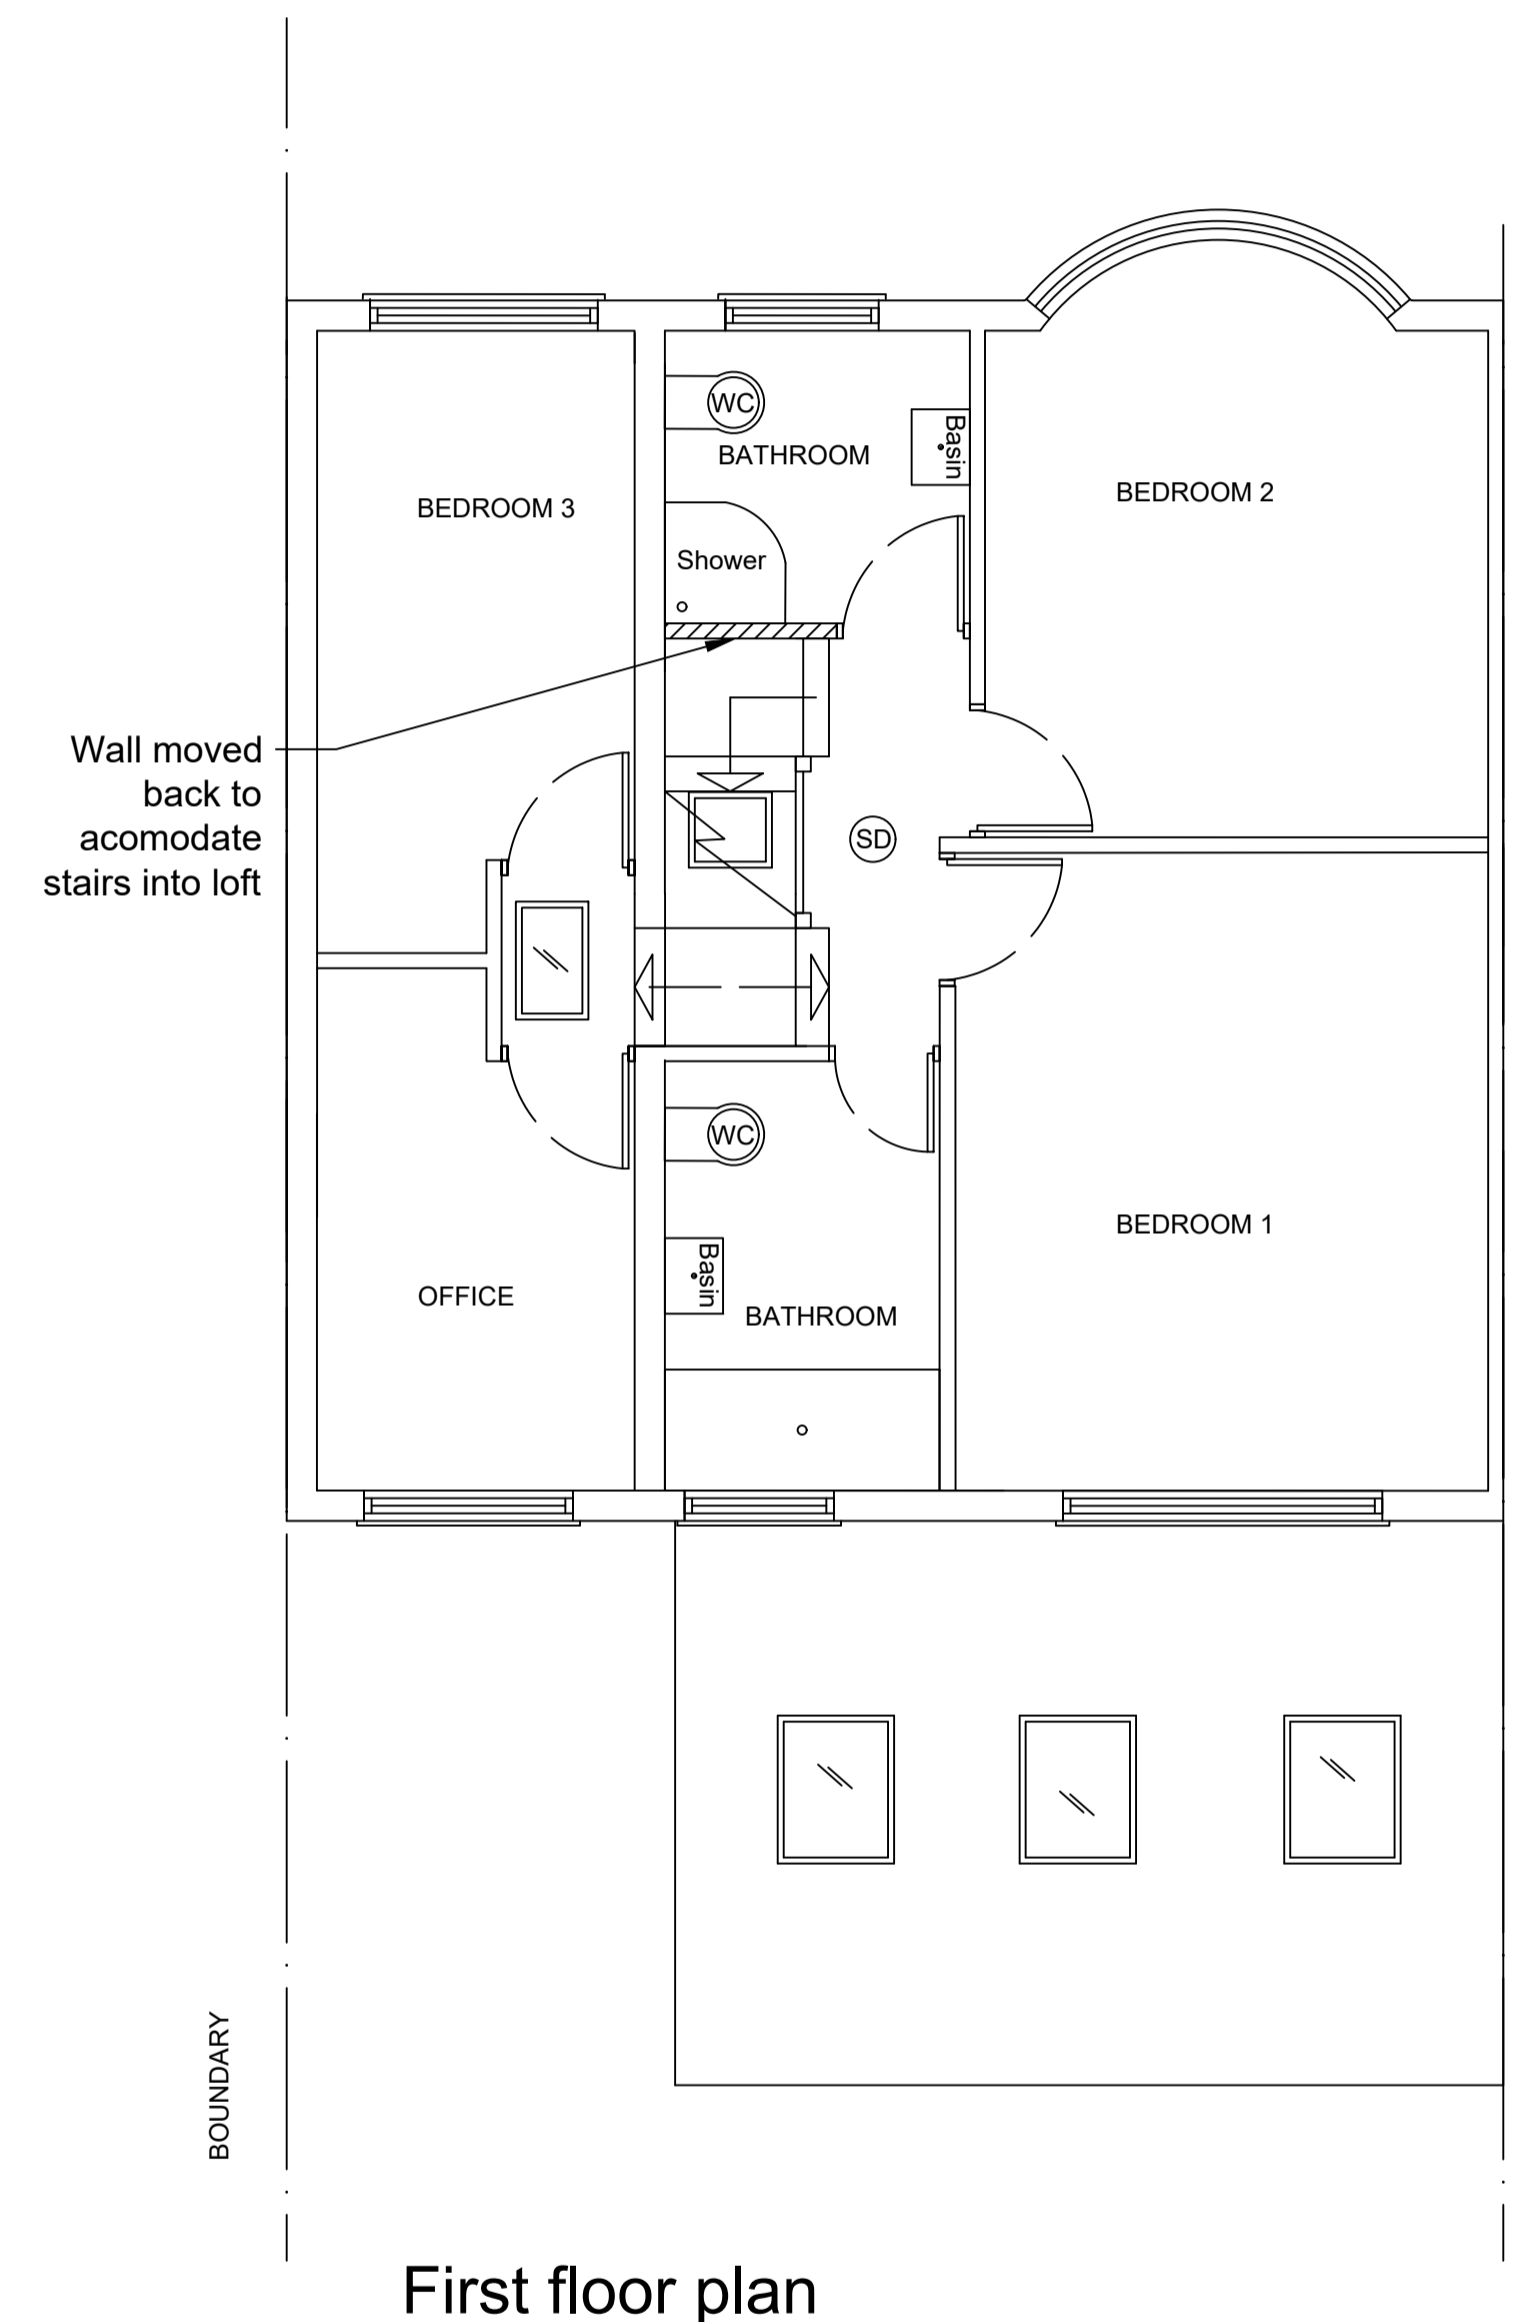 WC
Basin
BATHROOM
BEDROOM 2
BEDROOM 3
Shower
Wall moved
back to
acomodate
stairs into loft
SD
WC
BEDROOM 1
Basin
OFFICE
BATHROOM
BOUNDARY
First floor plan